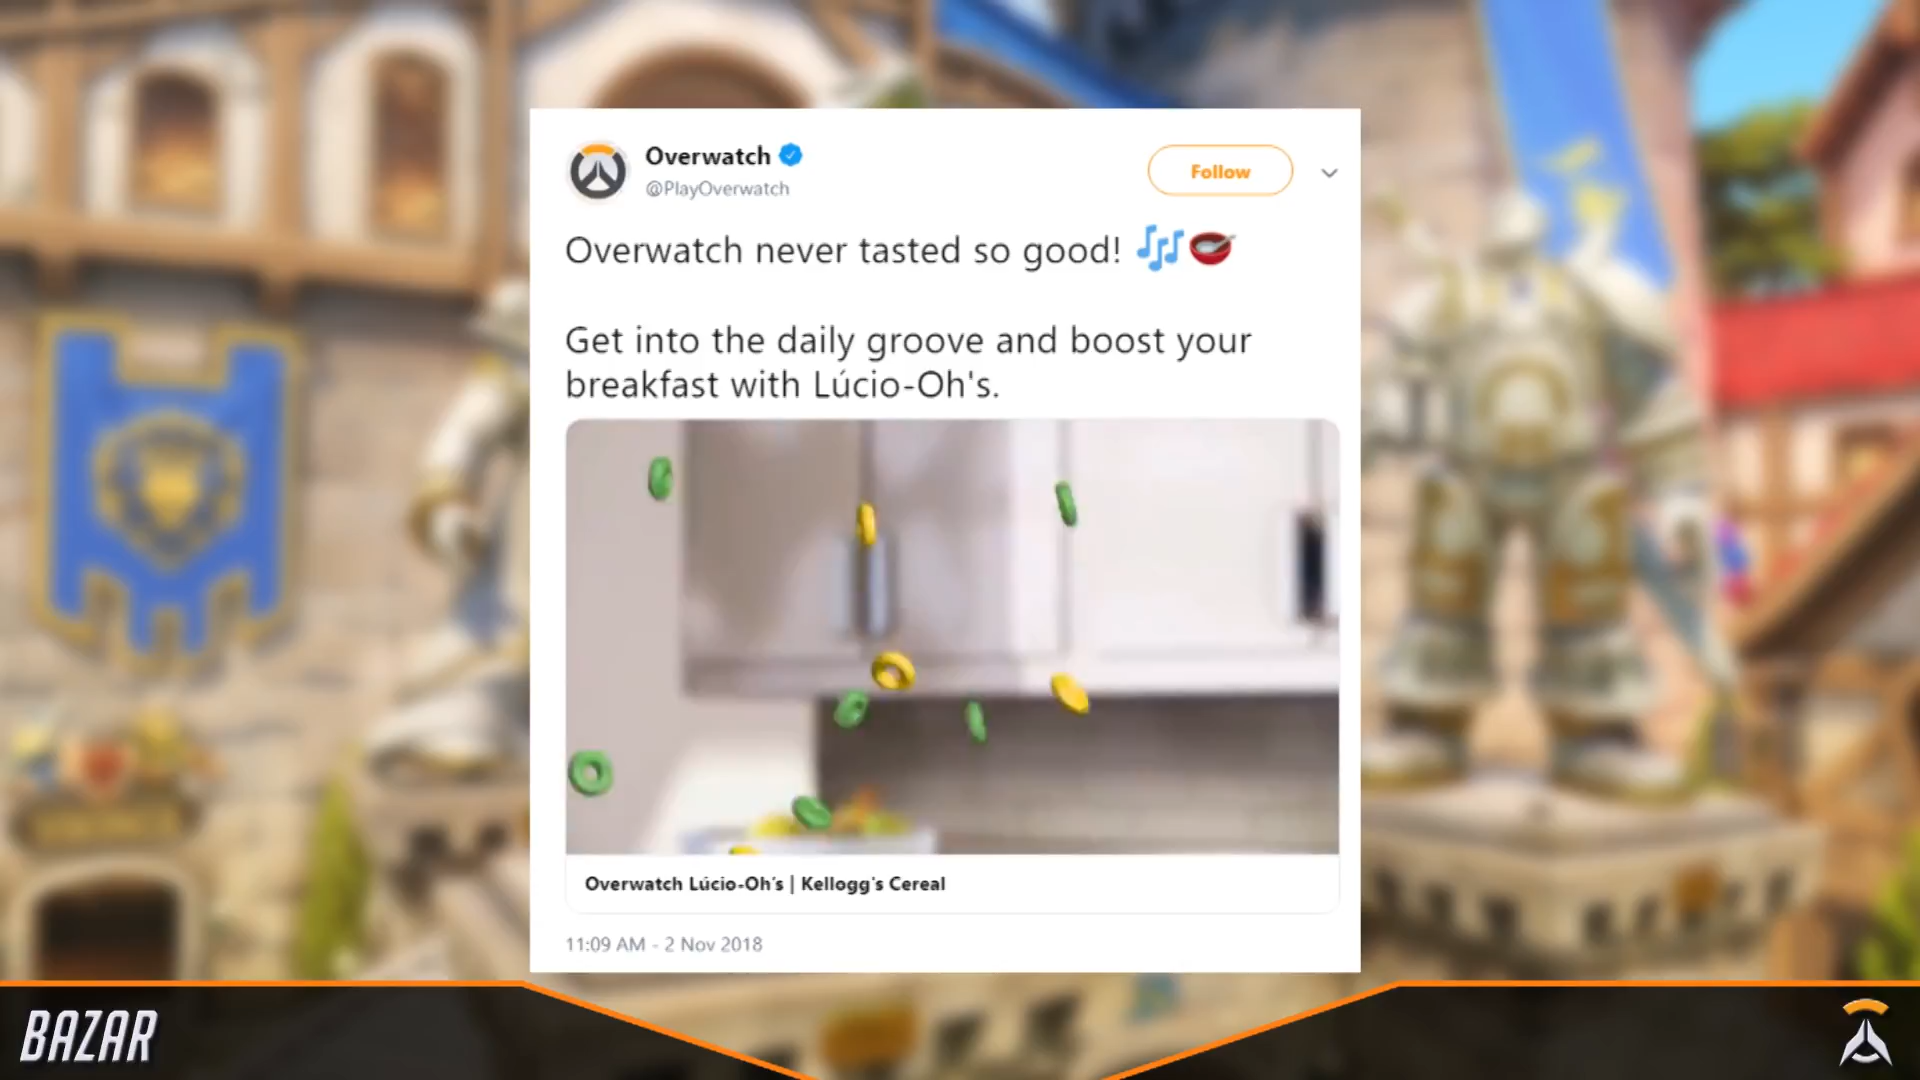 Overwatch
@PlayOverwatch
Follow
Overwatch never tasted so good! 🎶🥣
Get into the daily groove and boost your
breakfast with Lúcio-Oh's.
Overwatch Lúcio-Oh's | Kellogg's Cereal
11:09 AM - 2 Nov 2018
BAZAR